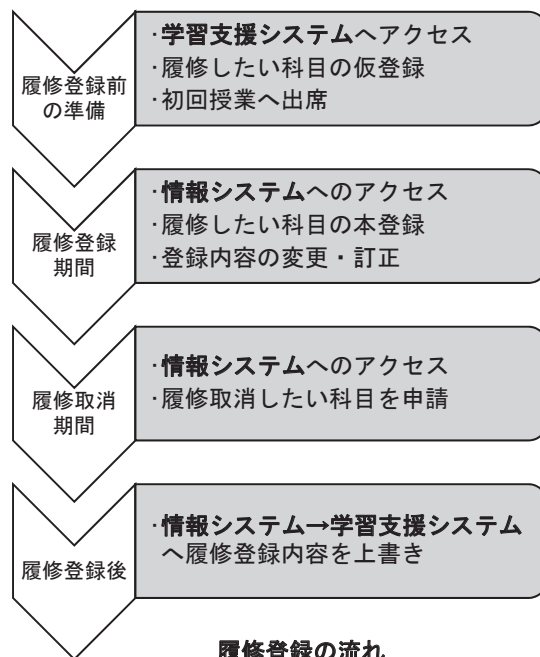 履修登録前
の準備
·学習支援システムへアクセス
·履修したい科目の仮登録
·初回授業へ出席
履修登録
期間
·情報システムへのアクセス
·履修したい科目の本登録
·登録内容の変更・訂正
履修取消
期間
·情報システムへのアクセス
·履修取消したい科目を申請
履修登録後
·情報システム→学習支援システム
へ履修登録内容を上書き
履修登録の流れ